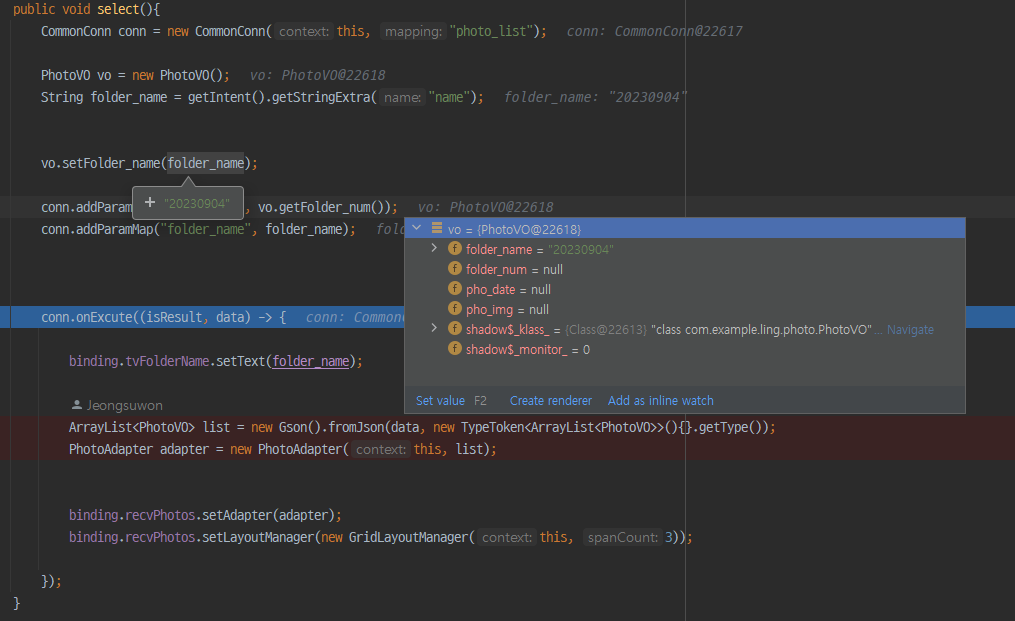 public void select(){
CommonConn conn = new CommonConn( context: this, mapping: "photo_list"); conn: CommonConn@22617
PhotoVO vo = new PhotoVO(); vo: PhotoVO@22618
String folder_name = getIntent().getStringExtra( name: "name"); folder_name: "20230904"
vo.setFolder_name(folder_name);
+ "20230904"
conn.addParam , vo.getFolder_num()); vo: PhotoVO@22618
conn.addParamMap("folder_name", folder_name);
vo = {PhotoVO@22618}
f folder_name = "20230904"
f folder_num = null
f pho_date = null
f pho_img = null
f shadow$_klass_ = {Class@22613} "class com.example.ling.photo.PhotoVO"... Navigate
f shadow$_monitor_ = 0
Set value F2 Create renderer Add as inline watch
conn.onExcute((isResult, data) -> { conn:
binding.tvFolderName.setText(folder_name);
Jeongsuwon
ArrayList<PhotoVO> list = new Gson().fromJson(data, new TypeToken<ArrayList<PhotoVO>>(){}.getType());
PhotoAdapter adapter = new PhotoAdapter( context: this, list);
binding.recvPhotos.setAdapter(adapter);
binding.recvPhotos.setLayoutManager(new GridLayoutManager( context: this, spanCount: 3));
});
}